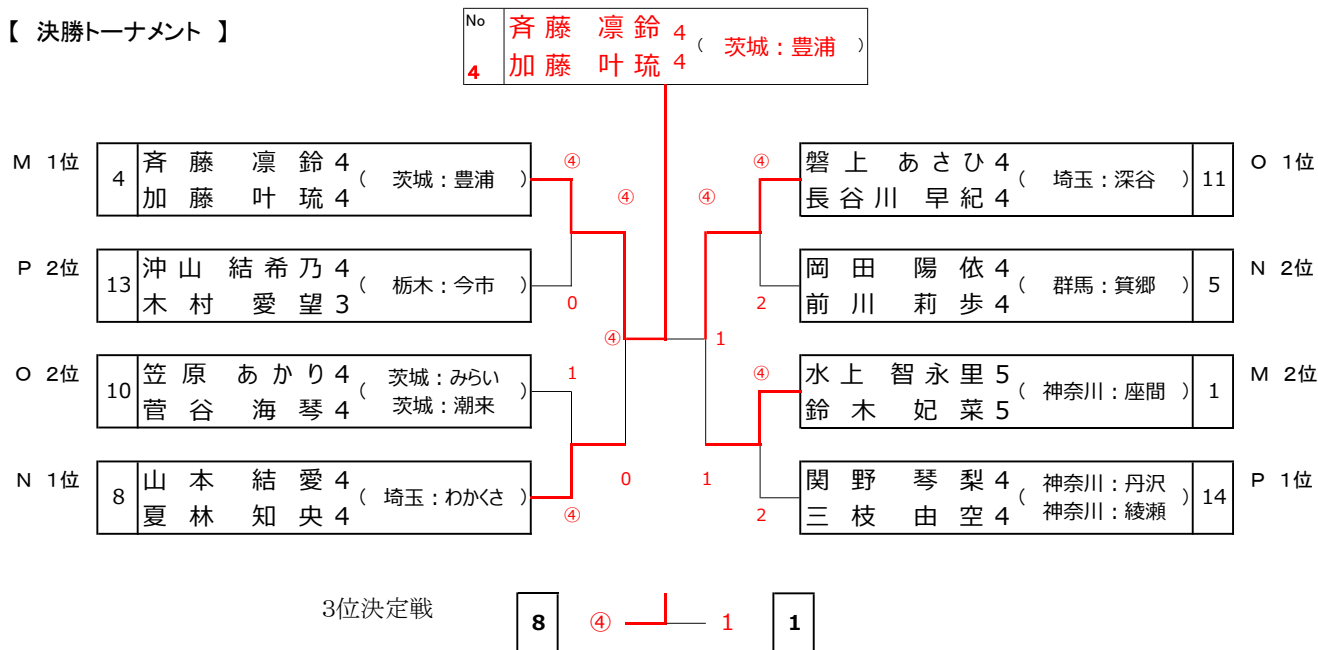 【 決勝トーナメント 】
No 斉 藤 凛 鈴 4
4 加 藤 叶 琉 4
( 茨城：豊浦 )
M 1位 4 斉 藤 凛 鈴 4
加 藤 叶 琉 4
( 茨城：豊浦 )
④
P 2位 13 沖 山 結 希 乃 4
木 村 愛 望 3
( 栃木：今市 )
0
④
O 2位 10 笠 原 あ か り 4
菅 谷 海 琴 4
( 茨城：みらい
茨城：潮来 )
1
N 1位 8 山 本 結 愛 4
夏 林 知 央 4
( 埼玉：わかくさ )
④
0
④
1
④
磐 上 あ さ ひ 4
長 谷 川 早 紀 4
( 埼玉：深谷 ) 11 O 1位
④
2
岡 田 陽 依 4
前 川 莉 歩 4
( 群馬：箕郷 ) 5 N 2位
④
水 上 智 永 里 5
鈴 木 妃 菜 5
( 神奈川：座間 ) 1 M 2位
1
2
関 野 琴 梨 4
三 枝 由 空 4
( 神奈川：丹沢
神奈川：綾瀬 ) 14 P 1位
3位決定戦 8 ④ 1 1